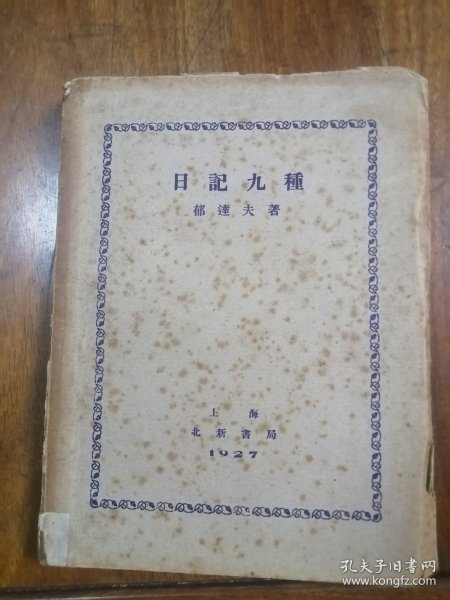 日記九種
郁達夫著
上海
北新書局
1927
孔夫子旧书网
www.kongfz.com